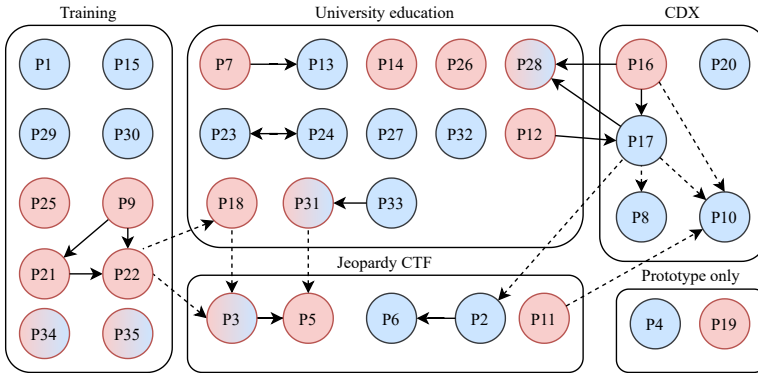 Training University education CDX
P1 P15 P7 P13 P14 P26 P28 P16 P20
P29 P30 P23 P24 P27 P32 P12 P17
P25 P9 P18 P31 P33 P8 P10
P21 P22 Jeopardy CTF Prototype only
P34 P35 P3 P5 P6 P2 P11 P4 P19